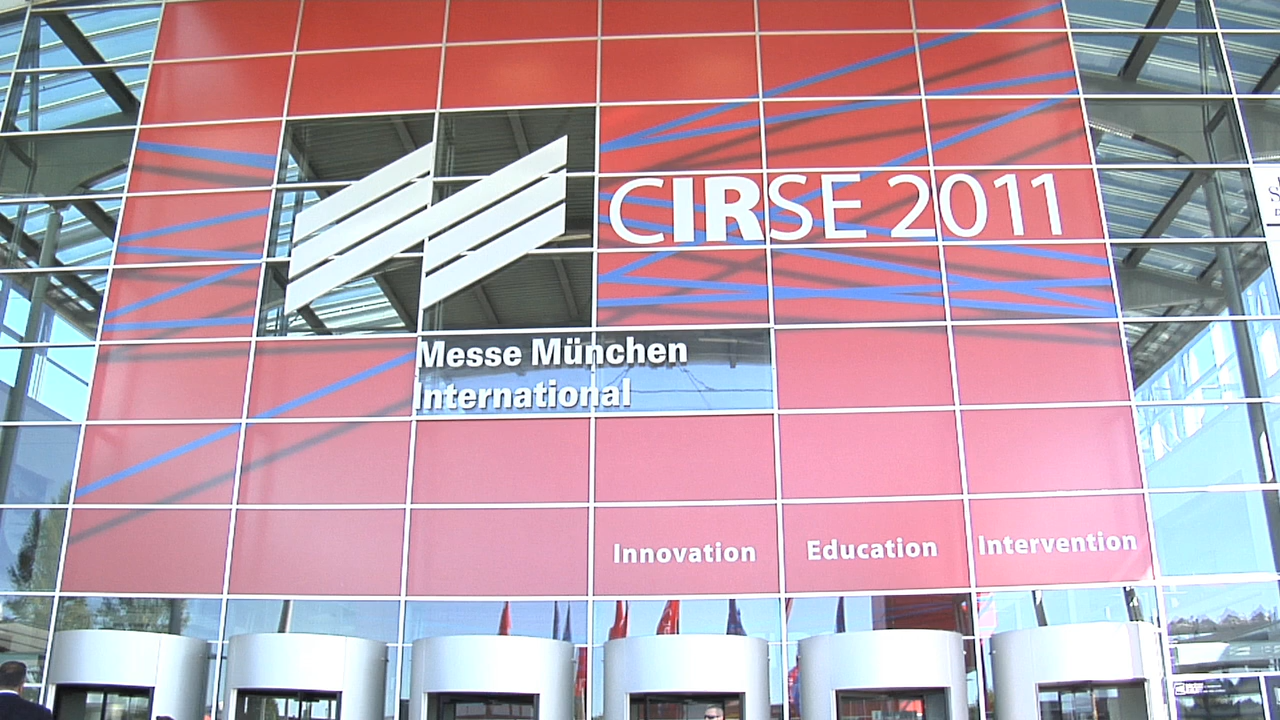 CIRSE 2011
Messe München
International
Innovation Education Intervention